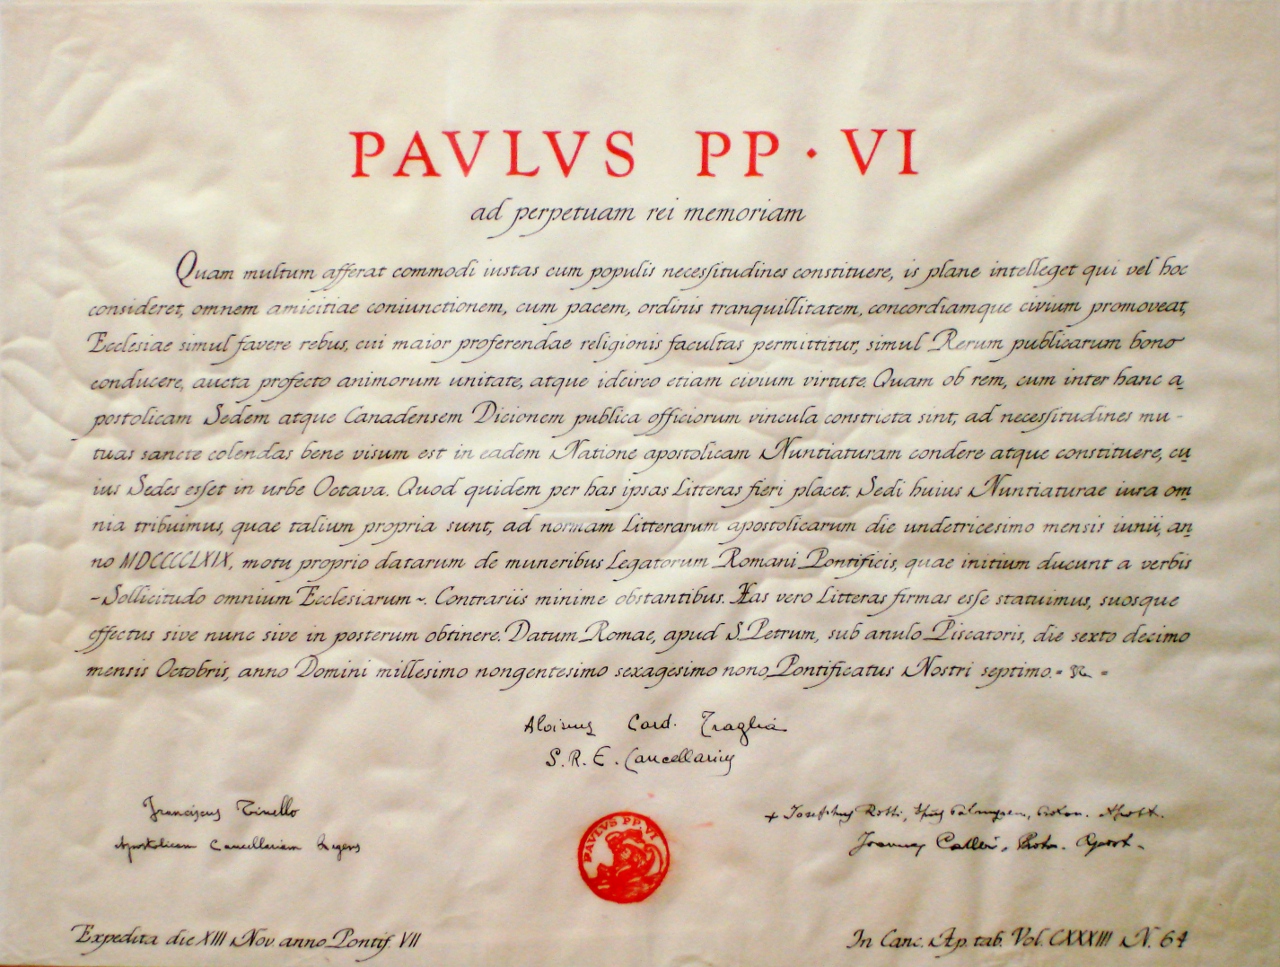 PAVLVS PP · VI
ad perpetuam rei memoriam
Quam multum afferat commodi iustas cum populis necessitudines constituere, is plane intelleget qui vel hoc
consideret, omnem amicitiae coniunctionem, cum pacem, ordinis tranquillitatem, concordiamque civium promoveat,
Ecclesiae simul favere rebus, cui maior proferendae religionis facultas permittitur, simul Rerum publicarum bono
conducere, aucta profecto animorum unitate, atque idcirco etiam civium virtute. Quam ob rem, cum inter hanc a
postolicam Sedem atque Canadensem Dicionem publica officiorum vincula constricta sint, ad necessitudines mu-
tuas sancte colendas bene visum est in eadem Natione apostolicam Nuntiaturam condere atque constituere, cu
ius Sedes esset in urbe Octava. Quod quidem per has ipsas Litteras fieri placet. Sedi huius Nuntiaturae iura om
nia tribuimus, quae talium propria sunt, ad normam Litterarum apostolicarum die undetricesimo mensis iunii, an
no MDCCCCLXIX, motu proprio datarum de muneribus Legatorum Romani Pontificis, quae initium ducunt a verbis
~Sollicitudo omnium Ecclesiarum~. Contrariis minime obstantibus. Has vero Litteras firmas esse statuimus, suosque
effectus sive nunc sive in posterum obtinere. Datum Romae, apud S. Petrum, sub anulo Piscatoris, die sexto decimo
mensis Octobris, anno Domini millesimo nongentesimo sexagesimo nono, Pontificatus Nostri septimo.
Aloisius Card. Traglia
S. R. E. Cancellarius
Franciscus Tinello
Apostolicam Cancellariam Regens
+ Josephus Rossi,
Joannes Calleri, Proton. Apost.
PAVLVS PP. VI
Expedita die XIII Nov. anno Pontif. VII
In Canc. Ap. tab. Vol. CXXXIII N. 64